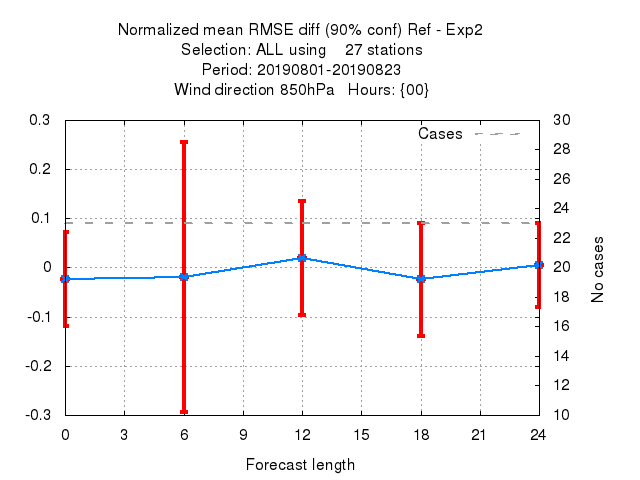 Normalized mean RMSE diff (90% conf) Ref - Exp2
Selection: ALL using    27 stations
Period: 20190801-20190823
Wind direction 850hPa   Hours: {00}
Cases
0.3
0.2
0.1
0
-0.1
-0.2
-0.3
30
28
26
24
22
20
18
16
14
12
10
No cases
0 3 6 9 12 15 18 21 24
Forecast length